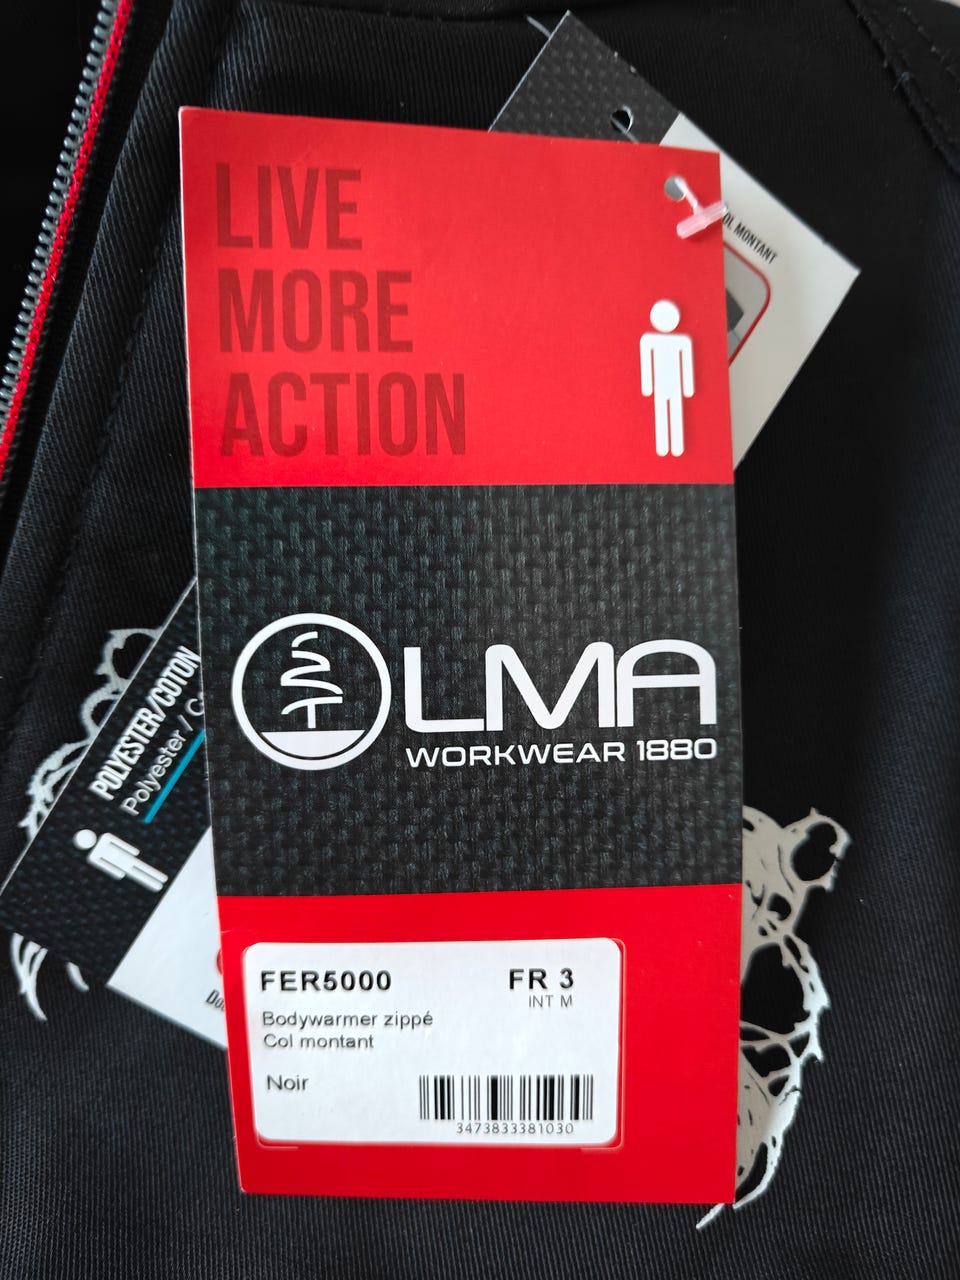 LIVE
MORE
ACTION
COL MONTANT
LMA
WORKWEAR 1880
POLYESTER/COTON
Polyester /
FER5000 FR 3
INT M
Bodywarmer zippé
Col montant
Noir
3473833381030